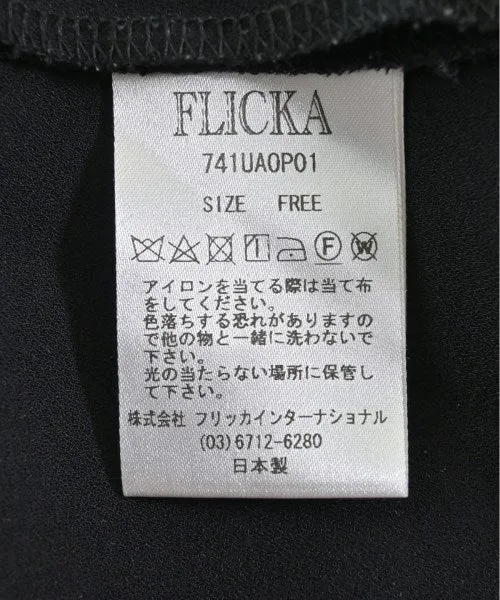 FLICKA
741UAOP01
SIZE FREE
F W
アイロンを当てる際は当て布
をしてください。
色落ちする恐れがありますの
で他の物と一緒に洗わないで
下さい。
光の当たらない場所に保管し
て下さい。
株式会社 フリッカインターナショナル
(03)6712-6280
日本製